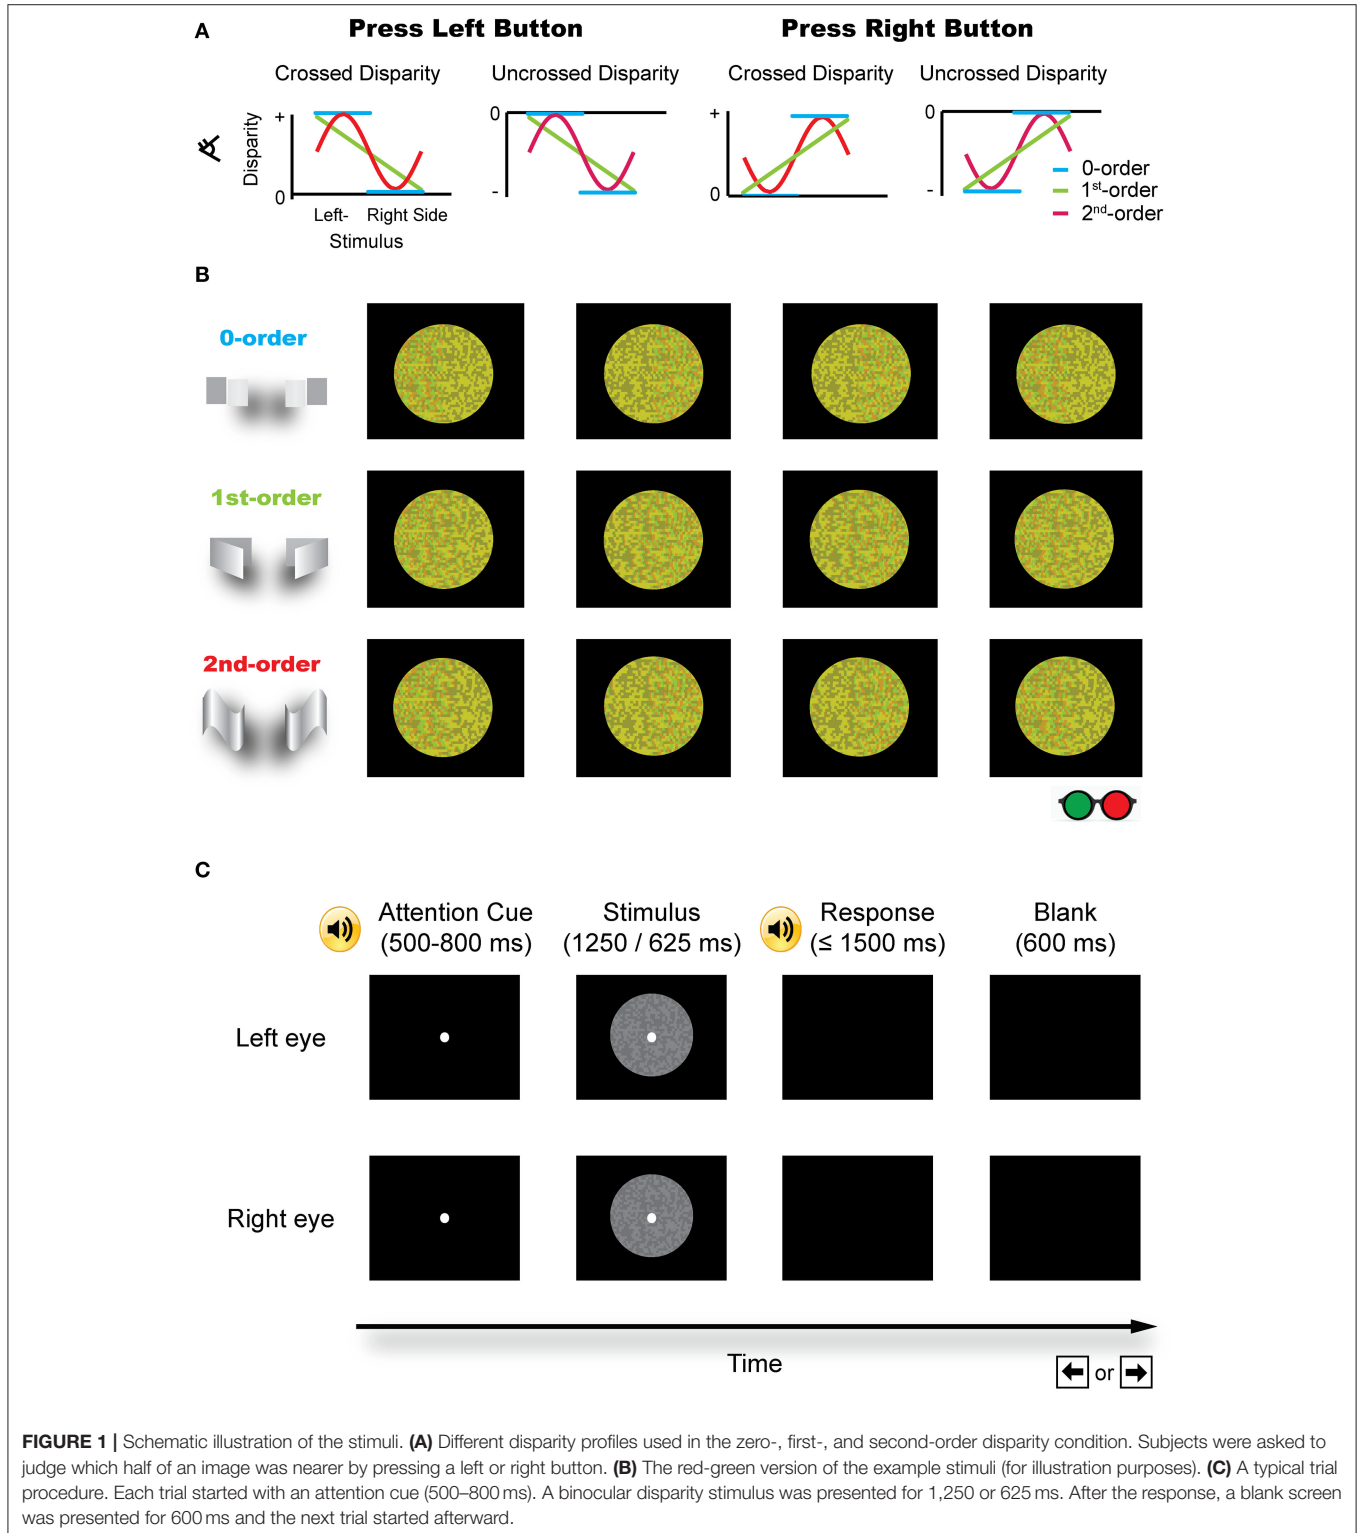 A
Press Left Button
Press Right Button
Crossed Disparity
Uncrossed Disparity
Crossed Disparity
Uncrossed Disparity
Disparity
+
0
Left-
Right Side
Stimulus
0
-
+
0
0
-
0-order
1st-order
2nd-order
B
0-order
1st-order
2nd-order
C
Attention Cue
(500-800 ms)
Stimulus
(1250 / 625 ms)
Response
(≤ 1500 ms)
Blank
(600 ms)
Left eye
Right eye
Time
or
FIGURE 1 | Schematic illustration of the stimuli. (A) Different disparity profiles used in the zero-, first-, and second-order disparity condition. Subjects were asked to
judge which half of an image was nearer by pressing a left or right button. (B) The red-green version of the example stimuli (for illustration purposes). (C) A typical trial
procedure. Each trial started with an attention cue (500–800 ms). A binocular disparity stimulus was presented for 1,250 or 625 ms. After the response, a blank screen
was presented for 600 ms and the next trial started afterward.